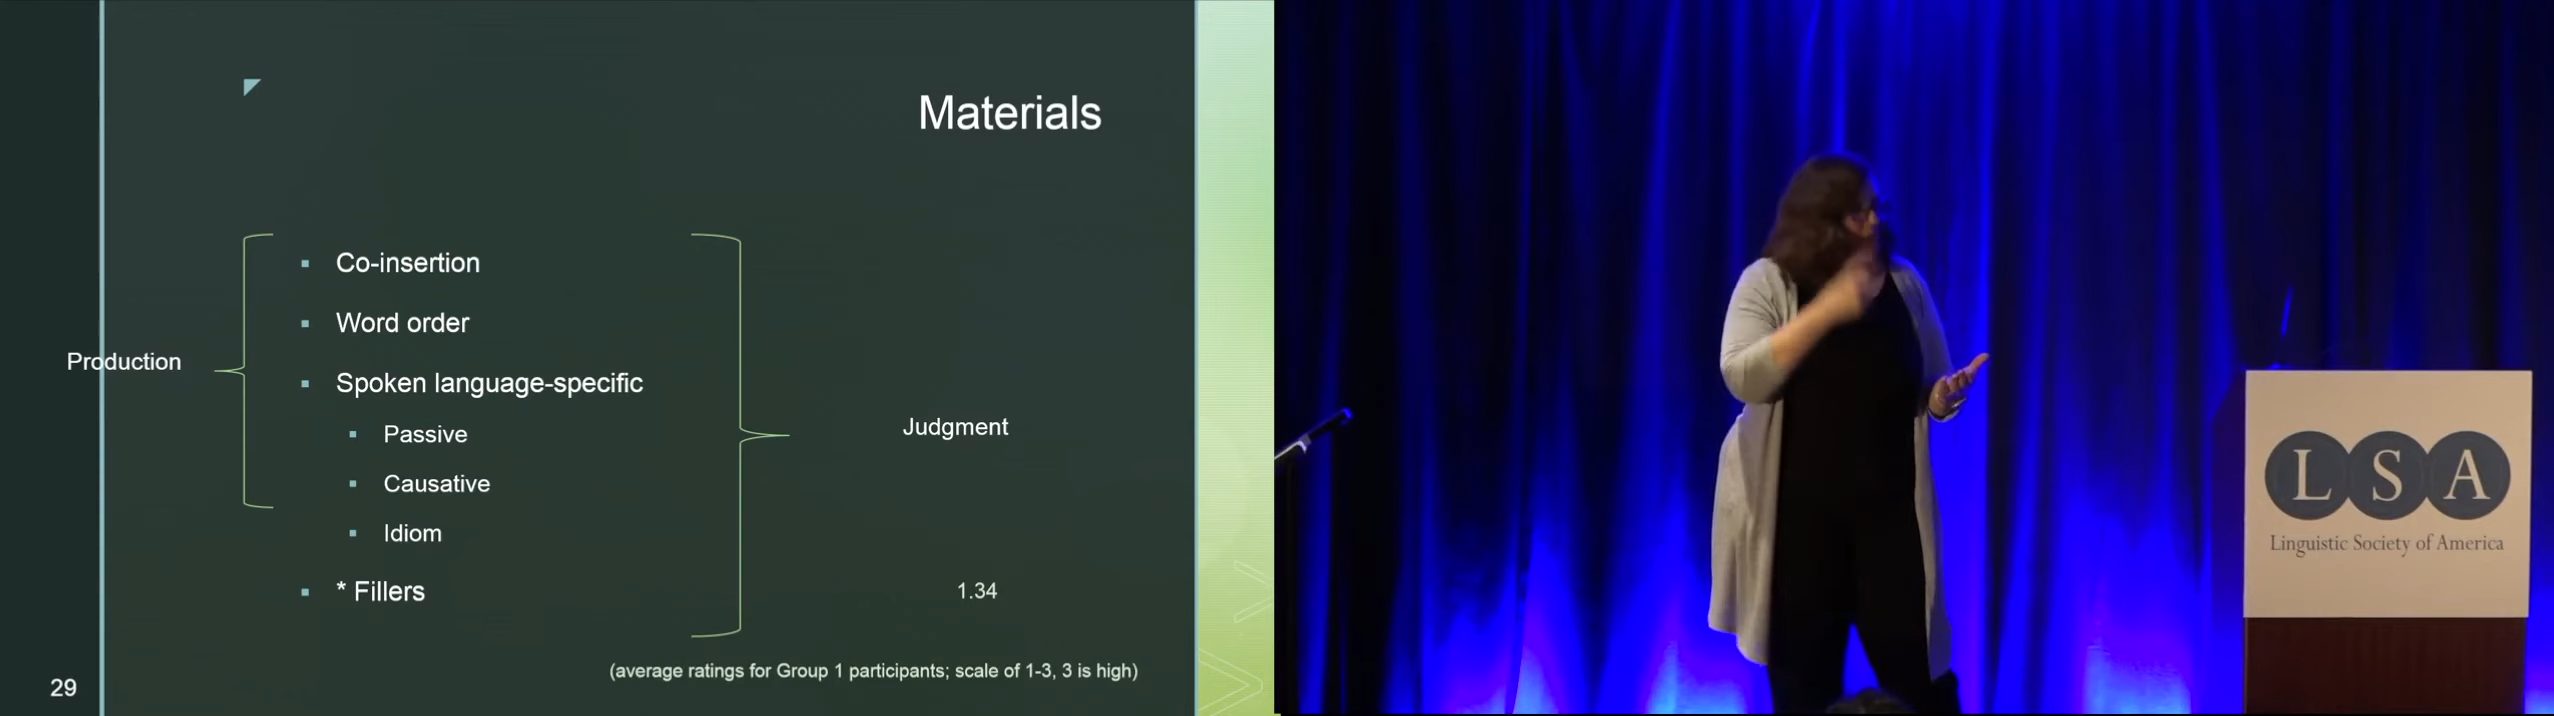 Materials
Production
Co-insertion
Word order
Spoken language-specific
Passive
Causative
Idiom
* Fillers
Judgment
1.34
(average ratings for Group 1 participants; scale of 1-3, 3 is high)
29
LSA
Linguistic Society of America